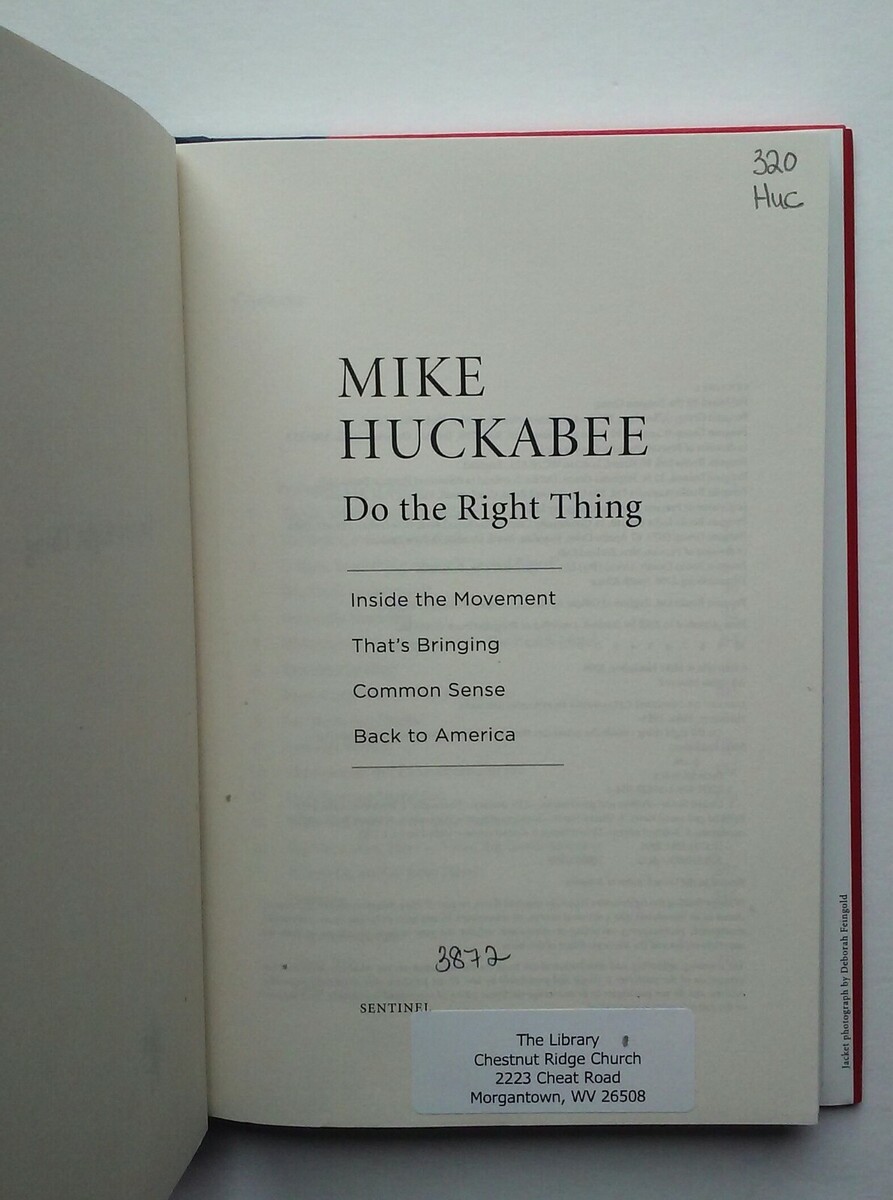 320
Huc
MIKE
HUCKABEE
Do the Right Thing
Inside the Movement
That's Bringing
Common Sense
Back to America
3872
SENTINEL
The Library
Chestnut Ridge Church
2223 Cheat Road
Morgantown, WV 26508
Jacket photograph by Deborah Feingold